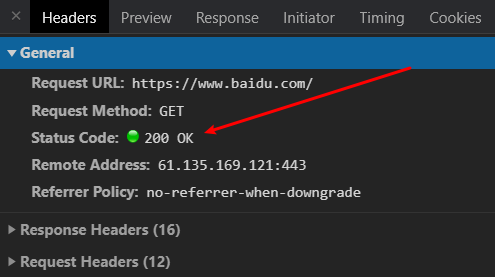 Headers Preview Response Initiator Timing Cookies
General
Request URL: https://www.baidu.com/
Request Method: GET
Status Code: 200 OK
Remote Address: 61.135.169.121:443
Referrer Policy: no-referrer-when-downgrade
Response Headers (16)
Request Headers (12)